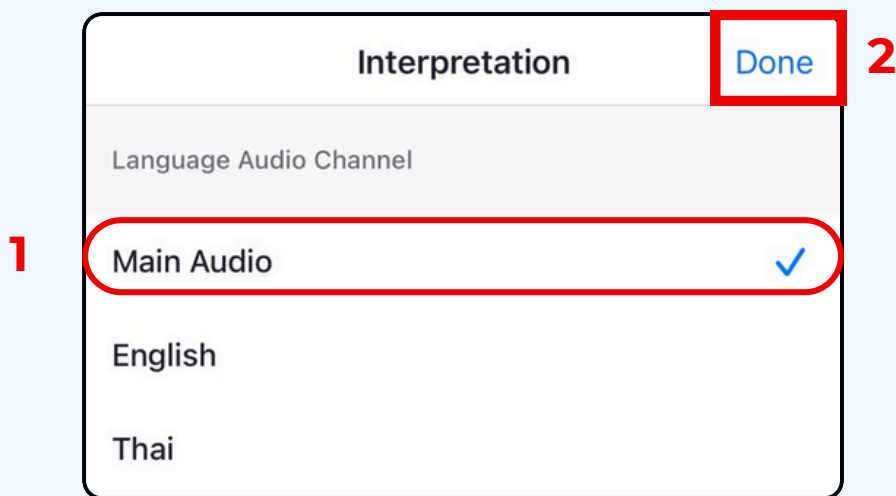 Interpretation Done 2
Language Audio Channel
1 Main Audio
English
Thai